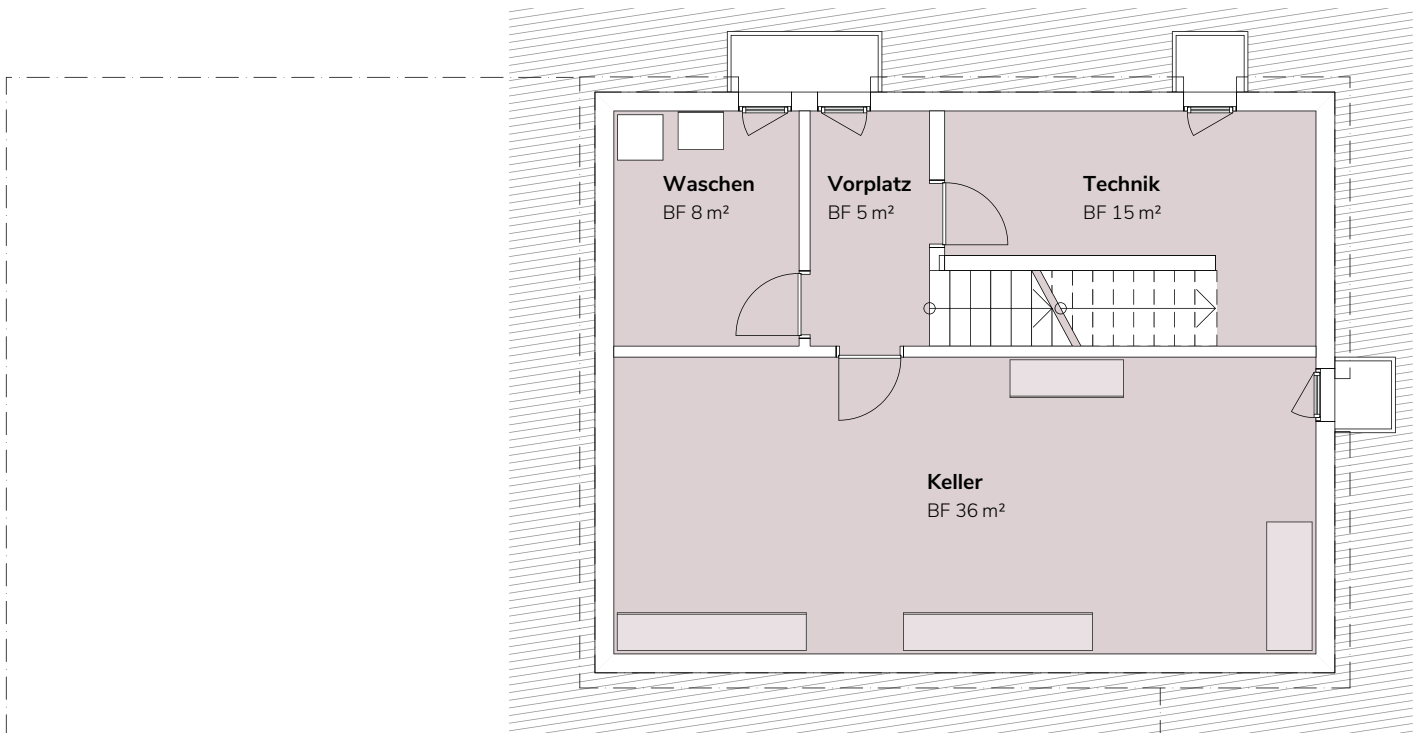 Waschen
BF 8 m²
Vorplatz
BF 5 m²
Technik
BF 15 m²
Keller
BF 36 m²